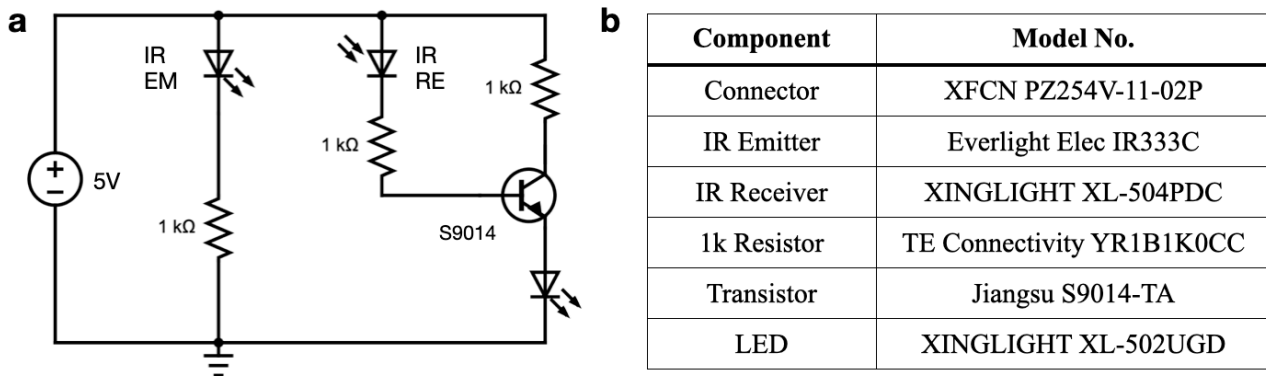 a
IR
EM
IR
RE
1 kΩ
1 kΩ
+
−
5V
1 kΩ
S9014
b
Component Model No.
Connector XFCN PZ254V-11-02P
IR Emitter Everlight Elec IR333C
IR Receiver XINGLIGHT XL-504PDC
1k Resistor TE Connectivity YR1B1K0CC
Transistor Jiangsu S9014-TA
LED XINGLIGHT XL-502UGD